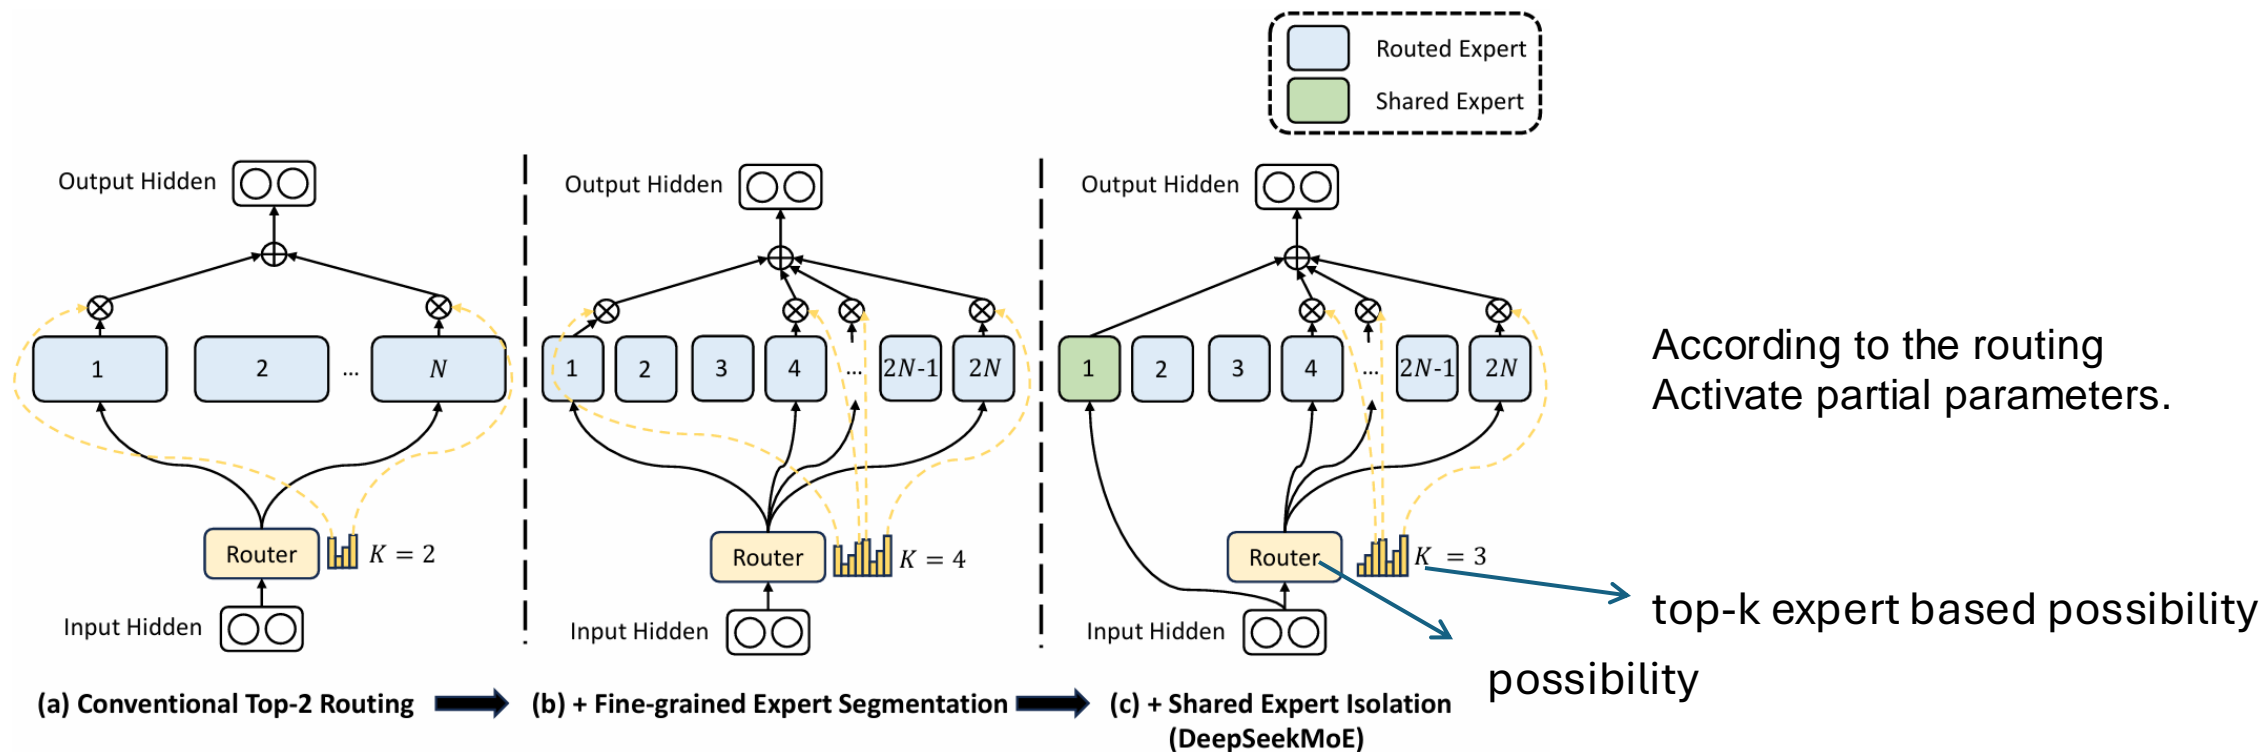 Routed Expert
Shared Expert
Output Hidden
1
2
...
N
Router
K = 2
Input Hidden
(a) Conventional Top-2 Routing
Output Hidden
1
2
3
4
...
2N-1
2N
Router
K = 4
Input Hidden
(b) + Fine-grained Expert Segmentation
Output Hidden
1
2
3
4
...
2N-1
2N
Router
K = 3
Input Hidden
(c) + Shared Expert Isolation
(DeepSeekMoE)
According to the routing
Activate partial parameters.
top-k expert based possibility
possibility